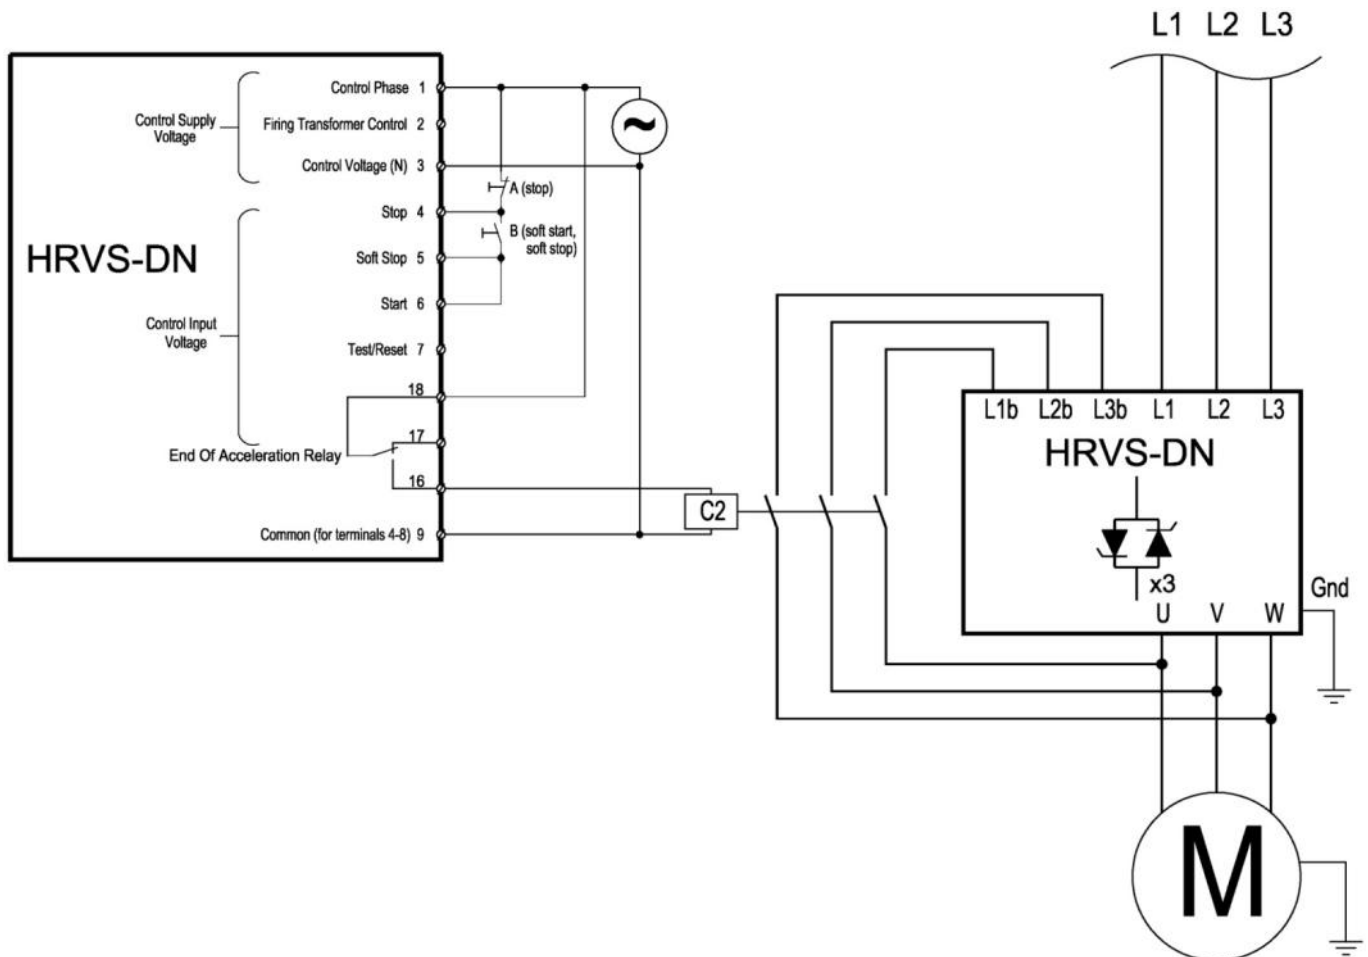 L1 L2 L3
Control Phase 1
Control Supply
Voltage
Firing Transformer Control 2
Control Voltage (N) 3
A (stop)
Stop 4
B (soft start,
soft stop)
HRVS-DN
Soft Stop 5
Start 6
Control Input
Voltage
Test/Reset 7
18
17
End Of Acceleration Relay
16
Common (for terminals 4-8) 9
C2
L1b L2b L3b L1 L2 L3
HRVS-DN
x3
Gnd
U V W
M